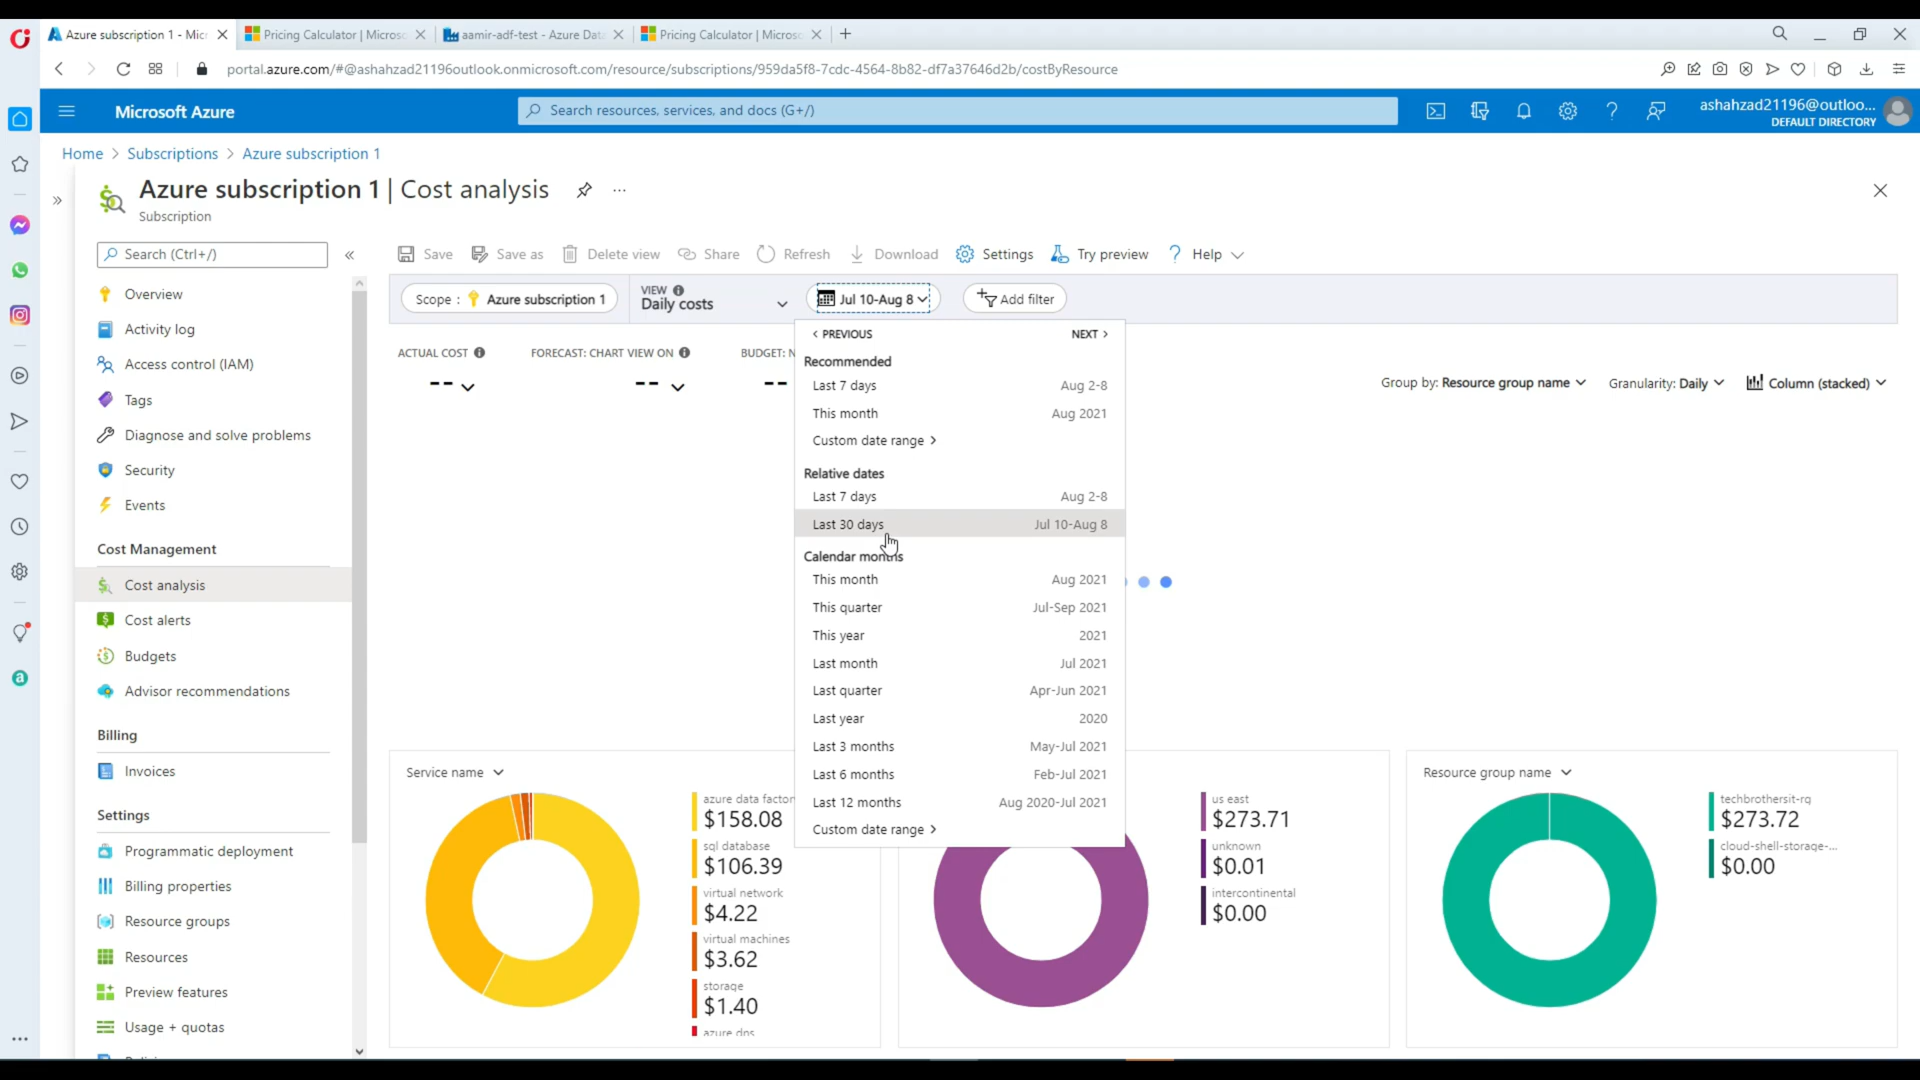 Azure subscription 1 - Micr
Pricing Calculator | Microso
aamir-adf-test - Azure Data
Pricing Calculator | Microso
portal.azure.com/#@ashahzad21196outlook.onmicrosoft.com/resource/subscriptions/959da5f8-7cdc-4564-8b82-df7a37646d2b/costByResource
Microsoft Azure
Search resources, services, and docs (G+/)
ashahzad21196@outloo...
DEFAULT DIRECTORY
Home > Subscriptions > Azure subscription 1
Azure subscription 1 | Cost analysis
Subscription
Search (Ctrl+/)
Overview
Activity log
Access control (IAM)
Tags
Diagnose and solve problems
Security
Events
Cost Management
Cost analysis
Cost alerts
Budgets
Advisor recommendations
Billing
Invoices
Settings
Programmatic deployment
Billing properties
Resource groups
Resources
Preview features
Usage + quotas
Save
Save as
Delete view
Share
Refresh
Download
Settings
Try preview
Help
Scope : Azure subscription 1
VIEW
Daily costs
Jul 10-Aug 8
Add filter
ACTUAL COST
--
FORECAST: CHART VIEW ON
--
BUDGET: N
--
Group by: Resource group name
Granularity: Daily
Column (stacked)
< PREVIOUS NEXT >
Recommended
Last 7 days Aug 2-8
This month Aug 2021
Custom date range >
Relative dates
Last 7 days Aug 2-8
Last 30 days Jul 10-Aug 8
Calendar months
This month Aug 2021
This quarter Jul-Sep 2021
This year 2021
Last month Jul 2021
Last quarter Apr-Jun 2021
Last year 2020
Last 3 months May-Jul 2021
Last 6 months Feb-Jul 2021
Last 12 months Aug 2020-Jul 2021
Custom date range >
Service name
azure data factor
$158.08
sql database
$106.39
virtual network
$4.22
virtual machines
$3.62
storage
$1.40
azure dns
us east
$273.71
unknown
$0.01
intercontinental
$0.00
Resource group name
techbrothersit-rg
$273.72
cloud-shell-storage-...
$0.00